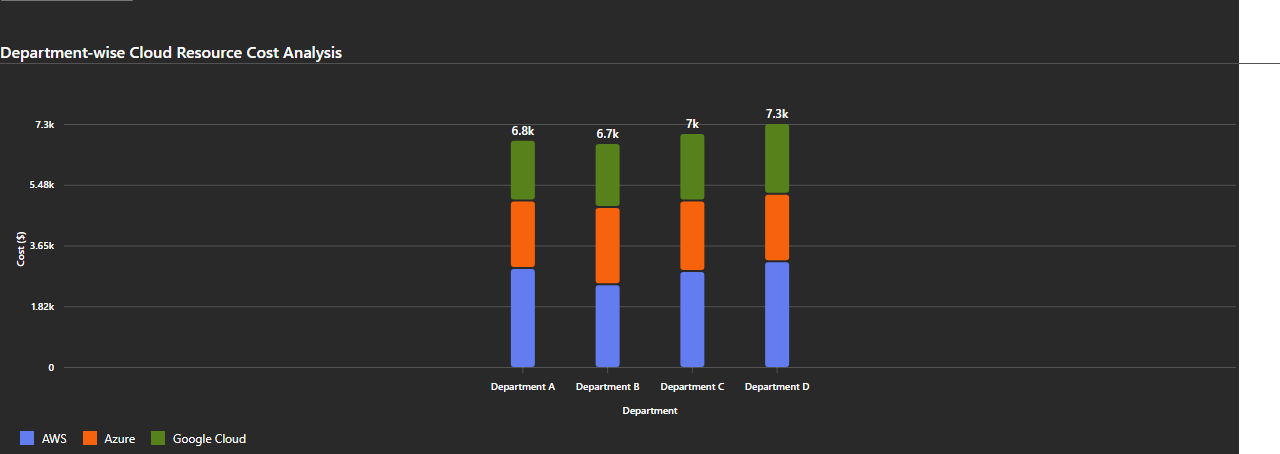 Department-wise Cloud Resource Cost Analysis
7.3k
5.48k
3.65k
1.82k
0
Cost ($)
6.8k
6.7k
7k
7.3k
Department A
Department B
Department C
Department D
Department
AWS
Azure
Google Cloud